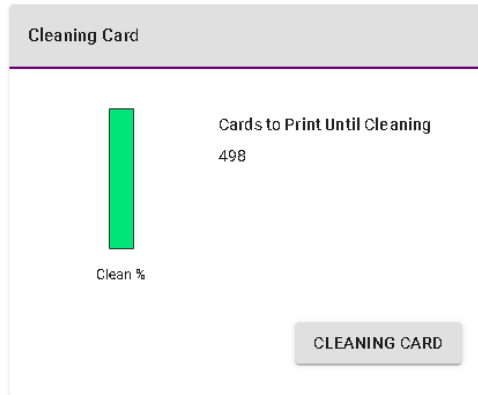 Cleaning Card
Cards to Print Until Cleaning
498
Clean %
CLEANING CARD